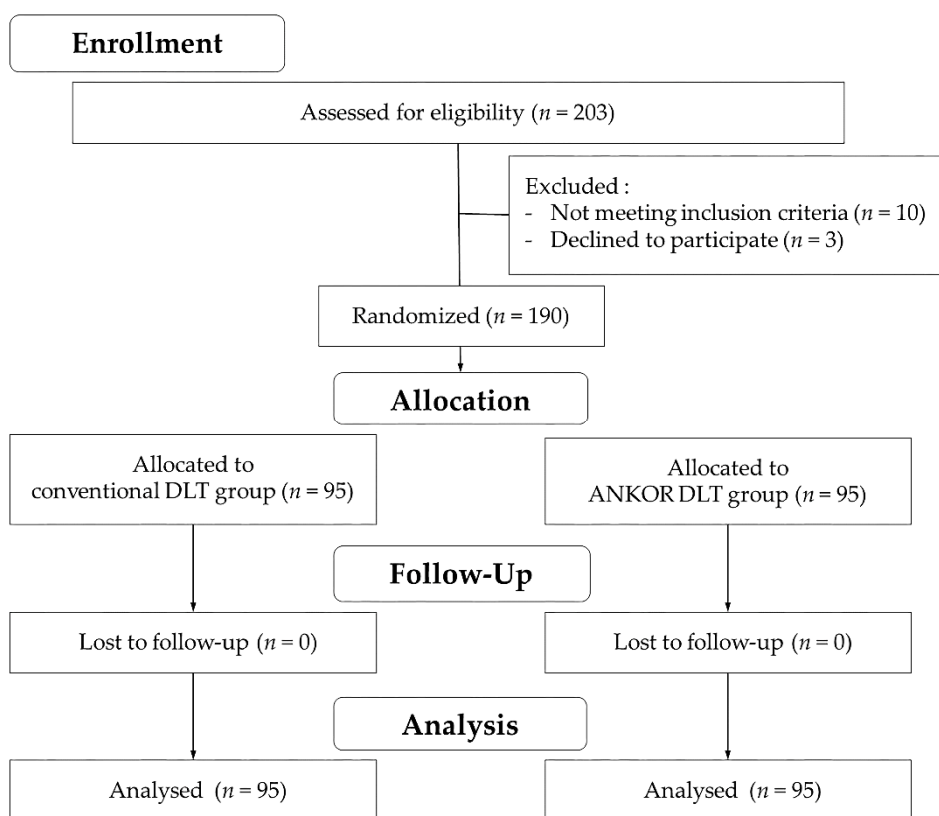 Enrollment
Assessed for eligibility (n = 203)
Excluded :
- Not meeting inclusion criteria (n = 10)
- Declined to participate (n = 3)
Randomized (n = 190)
Allocation
Allocated to
conventional DLT group (n = 95)
Allocated to
ANKOR DLT group (n = 95)
Follow-Up
Lost to follow-up (n = 0)
Lost to follow-up (n = 0)
Analysis
Analysed (n = 95)
Analysed (n = 95)